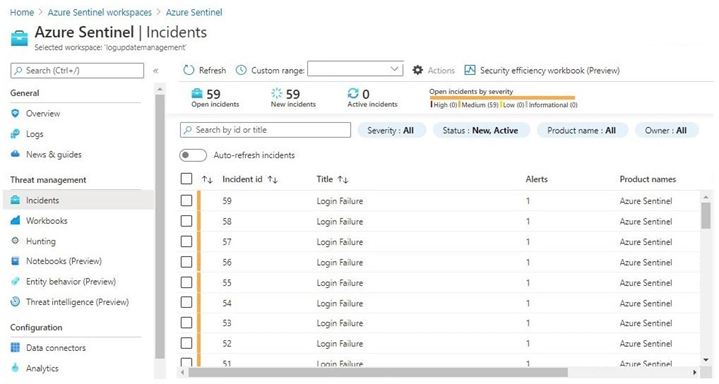 Home > Azure Sentinel workspaces > Azure Sentinel
Azure Sentinel | Incidents
Selected workspace: 'logupdatemanagement'
Search (Ctrl+/)
«
General
Overview
Logs
News & guides
Threat management
Incidents
Workbooks
Hunting
Notebooks (Preview)
Entity behavior (Preview)
Threat intelligence (Preview)
Configuration
Data connectors
Analytics
Refresh Custom range: Actions Security efficiency workbook (Preview)
59 59 0 Open incidents by severity
Open incidents New incidents Active incidents High (0) Medium (59) Low (0) Informational (0)
Search by id or title Severity : All Status : New, Active Product name : All Owner : All
Auto-refresh incidents
Incident id Title Alerts Product names
59 Login Failure 1 Azure Sentinel
58 Login Failure 1 Azure Sentinel
57 Login Failure 1 Azure Sentinel
56 Login Failure 1 Azure Sentinel
55 Login Failure 1 Azure Sentinel
54 Login Failure 1 Azure Sentinel
53 Login Failure 1 Azure Sentinel
52 Login Failure 1 Azure Sentinel
51 Login Failure 1 Azure Sentinel